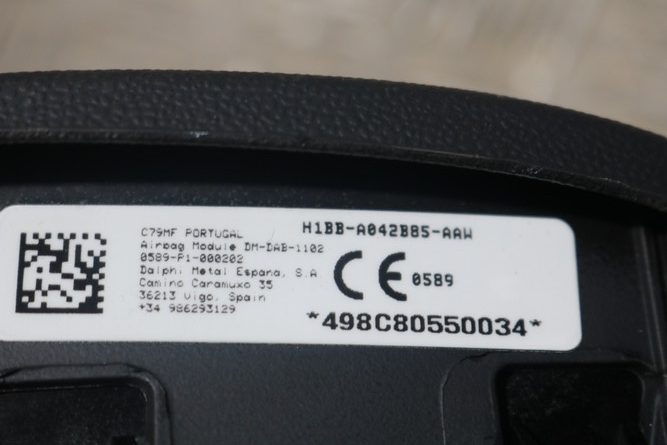 C79MF PORTUGAL
Airbag Module DM-DAB-1102
0589-P1-000202
Dalphi Metal Espana, S.A
Camino Caramuxo 35
36213 Vigo, Spain
+34 986293129
H1BB-A042B85-AAW
CE 0589
*498C80550034*